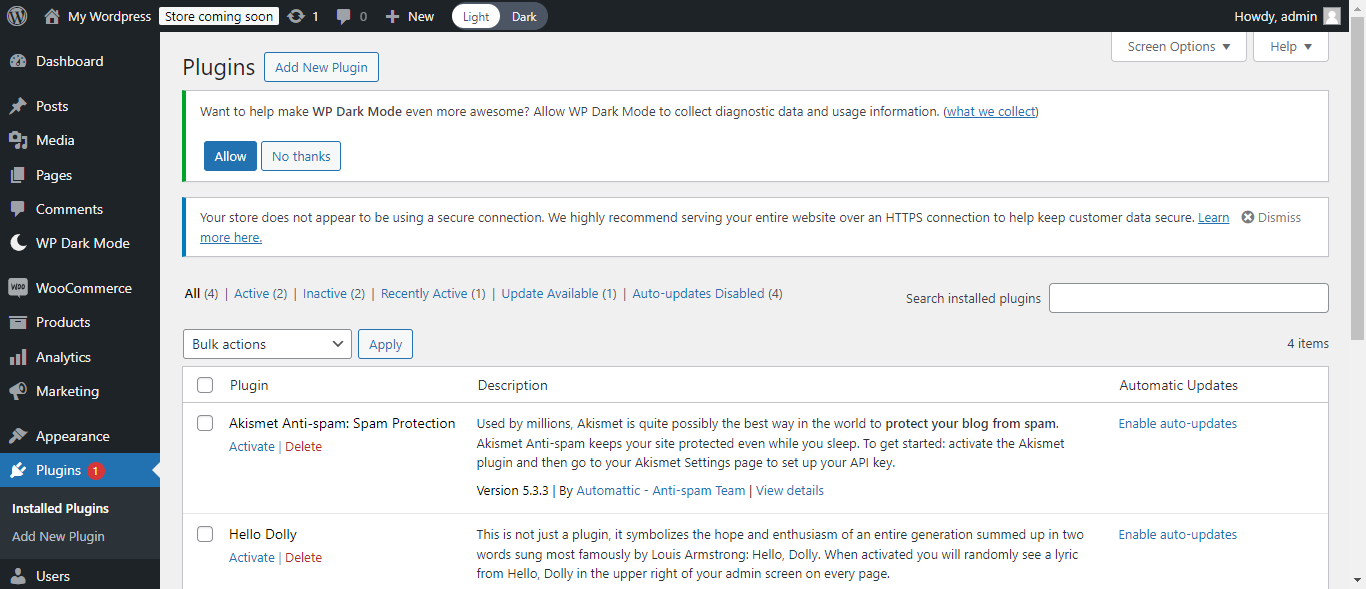 My Wordpress Store coming soon 1 0 New Light Dark Howdy, admin
Screen Options ▼ Help ▼
Dashboard
Posts
Media
Pages
Comments
WP Dark Mode
WooCommerce
Products
Analytics
Marketing
Appearance
Plugins 1
Installed Plugins
Add New Plugin
Users
Plugins Add New Plugin
Want to help make WP Dark Mode even more awesome? Allow WP Dark Mode to collect diagnostic data and usage information. (what we collect)
Allow No thanks
Your store does not appear to be using a secure connection. We highly recommend serving your entire website over an HTTPS connection to help keep customer data secure. Learn Dismiss
more here.
All (4) | Active (2) | Inactive (2) | Recently Active (1) | Update Available (1) | Auto-updates Disabled (4)
Search installed plugins
Bulk actions Apply 4 items
Plugin Description Automatic Updates
Akismet Anti-spam: Spam Protection
Activate | Delete
Used by millions, Akismet is quite possibly the best way in the world to protect your blog from spam.
Akismet Anti-spam keeps your site protected even while you sleep. To get started: activate the Akismet
plugin and then go to your Akismet Settings page to set up your API key.
Version 5.3.3 | By Automattic - Anti-spam Team | View details
Enable auto-updates
Hello Dolly
Activate | Delete
This is not just a plugin, it symbolizes the hope and enthusiasm of an entire generation summed up in two
words sung most famously by Louis Armstrong: Hello, Dolly. When activated you will randomly see a lyric
from Hello, Dolly in the upper right of your admin screen on every page.
Enable auto-updates